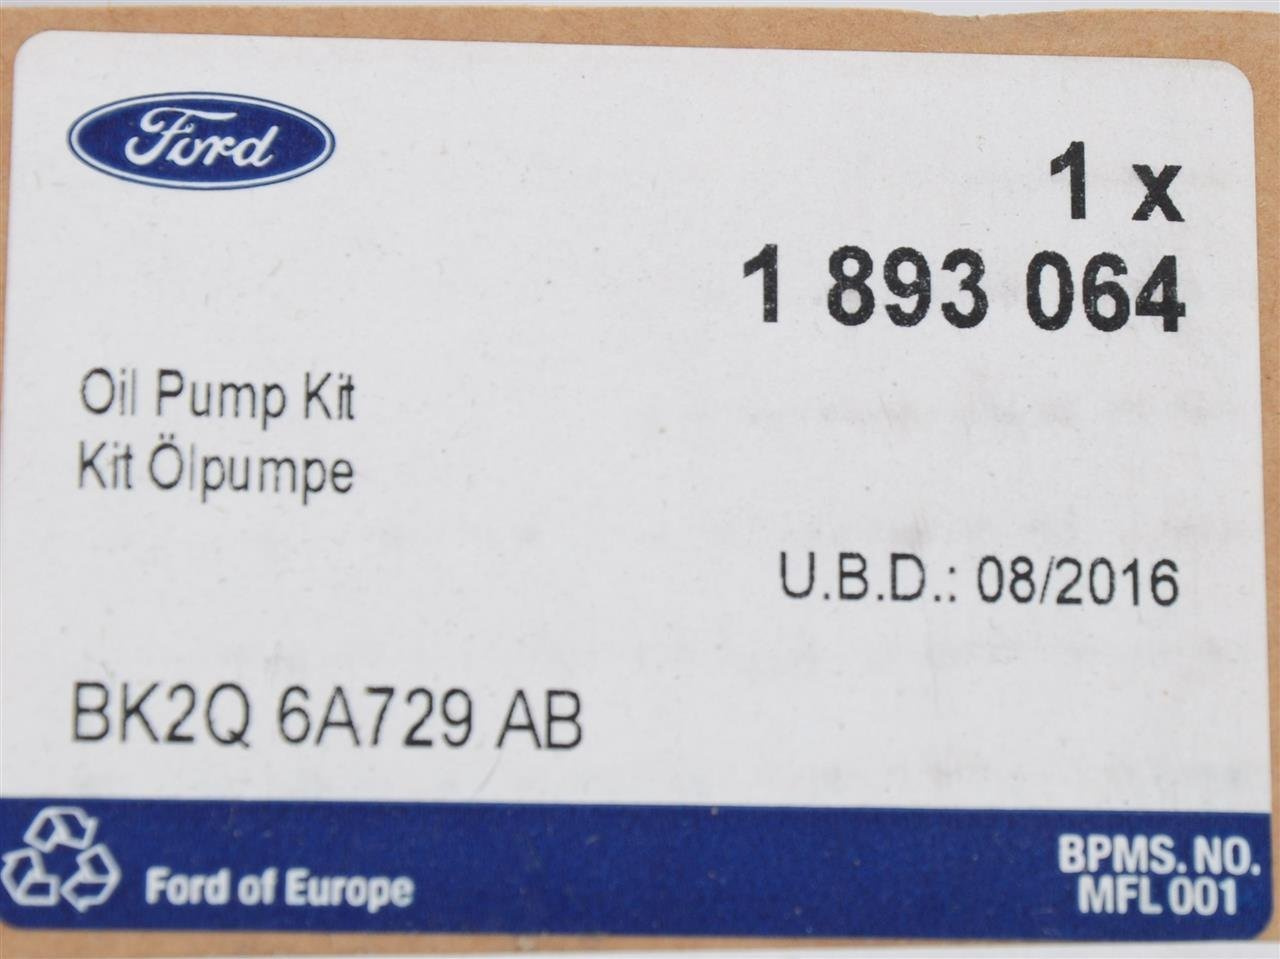 Ford
1 x
1 893 064
Oil Pump Kit
Kit Ölpumpe
U.B.D.: 08/2016
BK2Q 6A729 AB
Ford of Europe
BPMS. NO.
MFL 001